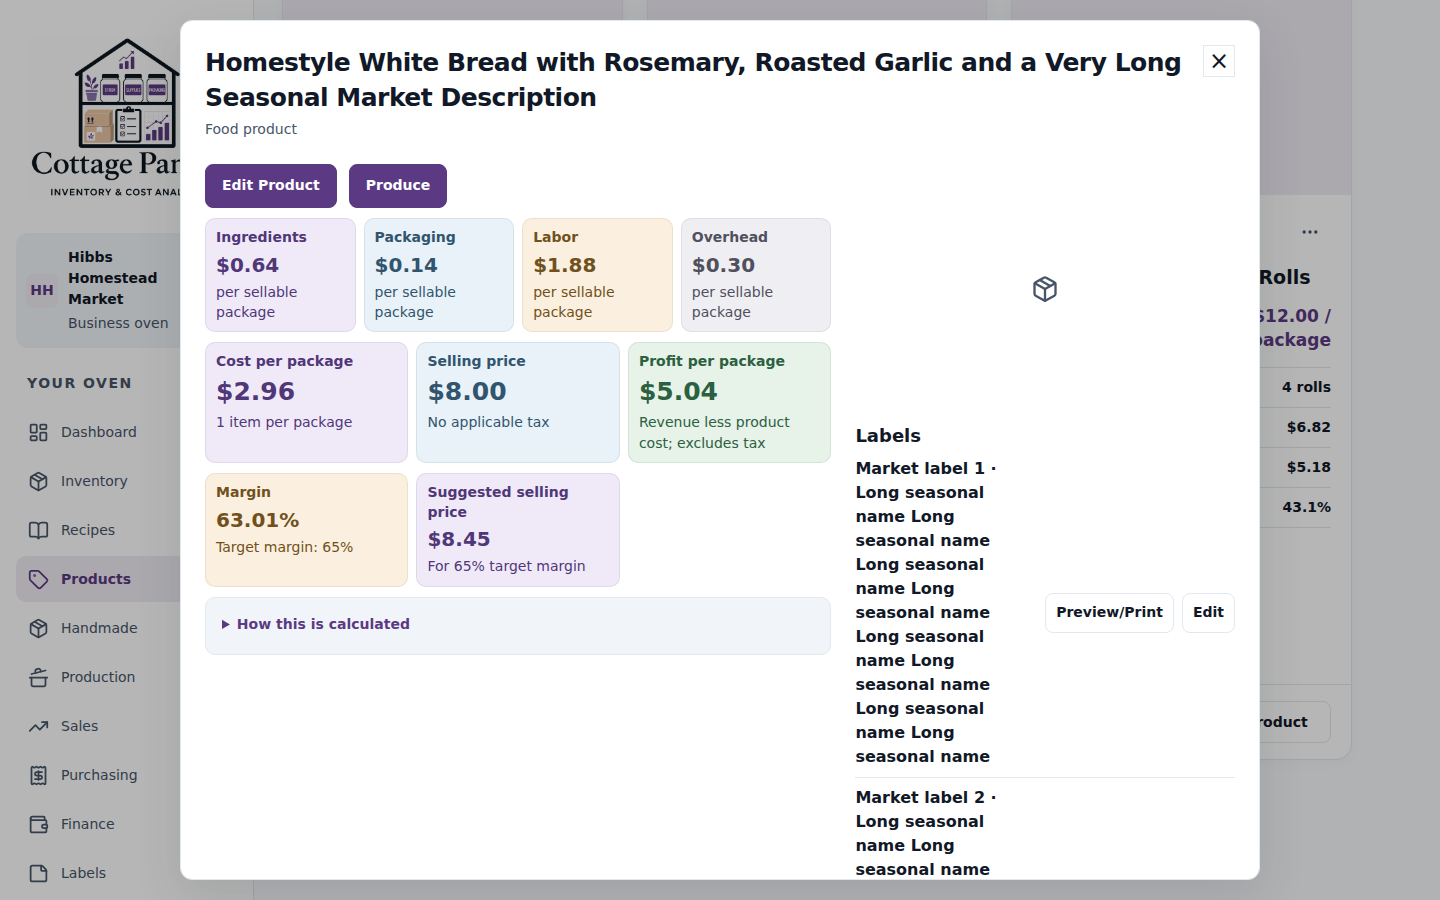 Cottage Pan
INVENTORY & COST ANAL
HH
Hibbs
Homestead
Market
Business oven
YOUR OVEN
Dashboard
Inventory
Recipes
Products
Handmade
Production
Sales
Purchasing
Finance
Labels
Homestyle White Bread with Rosemary, Roasted Garlic and a Very Long
Seasonal Market Description
Food product
Edit Product
Produce
Ingredients
$0.64
per sellable
package
Packaging
$0.14
per sellable
package
Labor
$1.88
per sellable
package
Overhead
$0.30
per sellable
package
Cost per package
$2.96
1 item per package
Selling price
$8.00
No applicable tax
Profit per package
$5.04
Revenue less product
cost; excludes tax
Margin
63.01%
Target margin: 65%
Suggested selling
price
$8.45
For 65% target margin
How this is calculated
Labels
Market label 1 ·
Long seasonal
name Long
seasonal name
Long seasonal
name Long
seasonal name
Long seasonal
name Long
seasonal name
Long seasonal
name Long
seasonal name
Preview/Print
Edit
Market label 2 ·
Long seasonal
name Long
seasonal name
Rolls
$12.00 /
package
4 rolls
$6.82
$5.18
43.1%
roduct